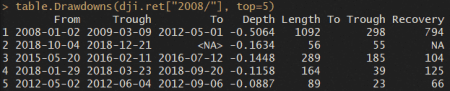 > table.Drawdowns(dji.ret["2008/"], top=5)
From Trough To Depth Length To Trough Recovery
1 2008-01-02 2009-03-09 2012-05-01 -0.5064 1092 298 794
2 2018-10-04 2018-12-21 <NA> -0.1634 56 55 NA
3 2015-05-20 2016-02-11 2016-07-12 -0.1448 289 185 104
4 2018-01-29 2018-03-23 2018-09-20 -0.1158 164 39 125
5 2012-05-02 2012-06-04 2012-09-06 -0.0887 89 23 66